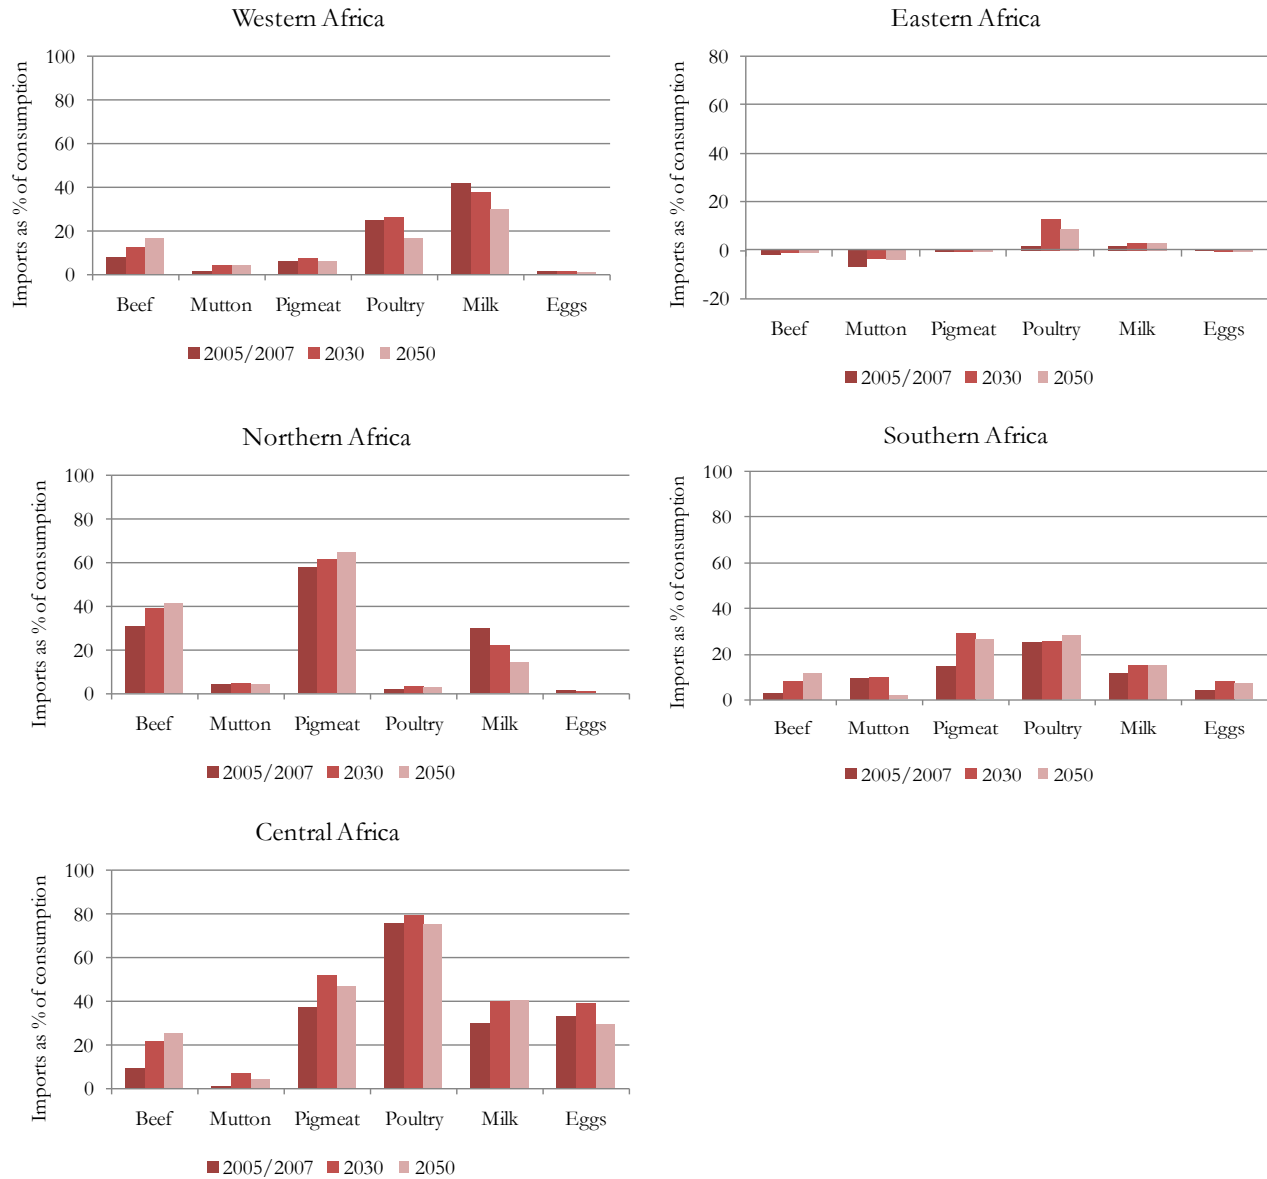 Western Africa
Imports as % of consumption
100
80
60
40
20
0
Beef Mutton Pigmeat Poultry Milk Eggs
2005/2007 2030 2050
Eastern Africa
Imports as % of consumption
80
60
40
20
0
-20
Beef Mutton Pigmeat Poultry Milk Eggs
2005/2007 2030 2050
Northern Africa
Imports as % of consumption
100
80
60
40
20
0
Beef Mutton Pigmeat Poultry Milk Eggs
2005/2007 2030 2050
Southern Africa
Imports as % of consumption
100
80
60
40
20
0
Beef Mutton Pigmeat Poultry Milk Eggs
2005/2007 2030 2050
Central Africa
Imports as % of consumption
100
80
60
40
20
0
Beef Mutton Pigmeat Poultry Milk Eggs
2005/2007 2030 2050